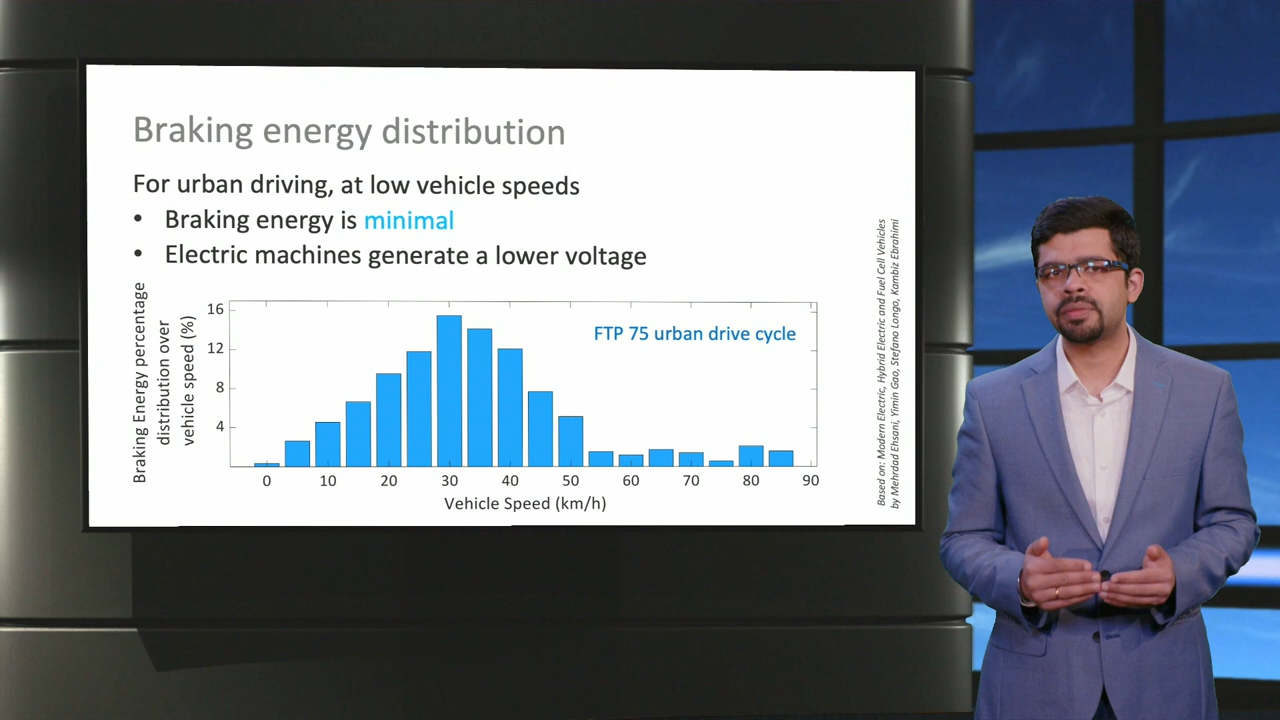 Braking energy distribution
For urban driving, at low vehicle speeds
• Braking energy is minimal
• Electric machines generate a lower voltage
Braking Energy percentage
distribution over
vehicle speed (%)
16
12
8
4
FTP 75 urban drive cycle
0 10 20 30 40 50 60 70 80 90
Vehicle Speed (km/h)
Based on: Modern Electric, Hybrid Electric and Fuel Cell Vehicles
by Mehrdad Ehsani, Yimin Gao, Stefano Longo, Kambiz Ebrahimi